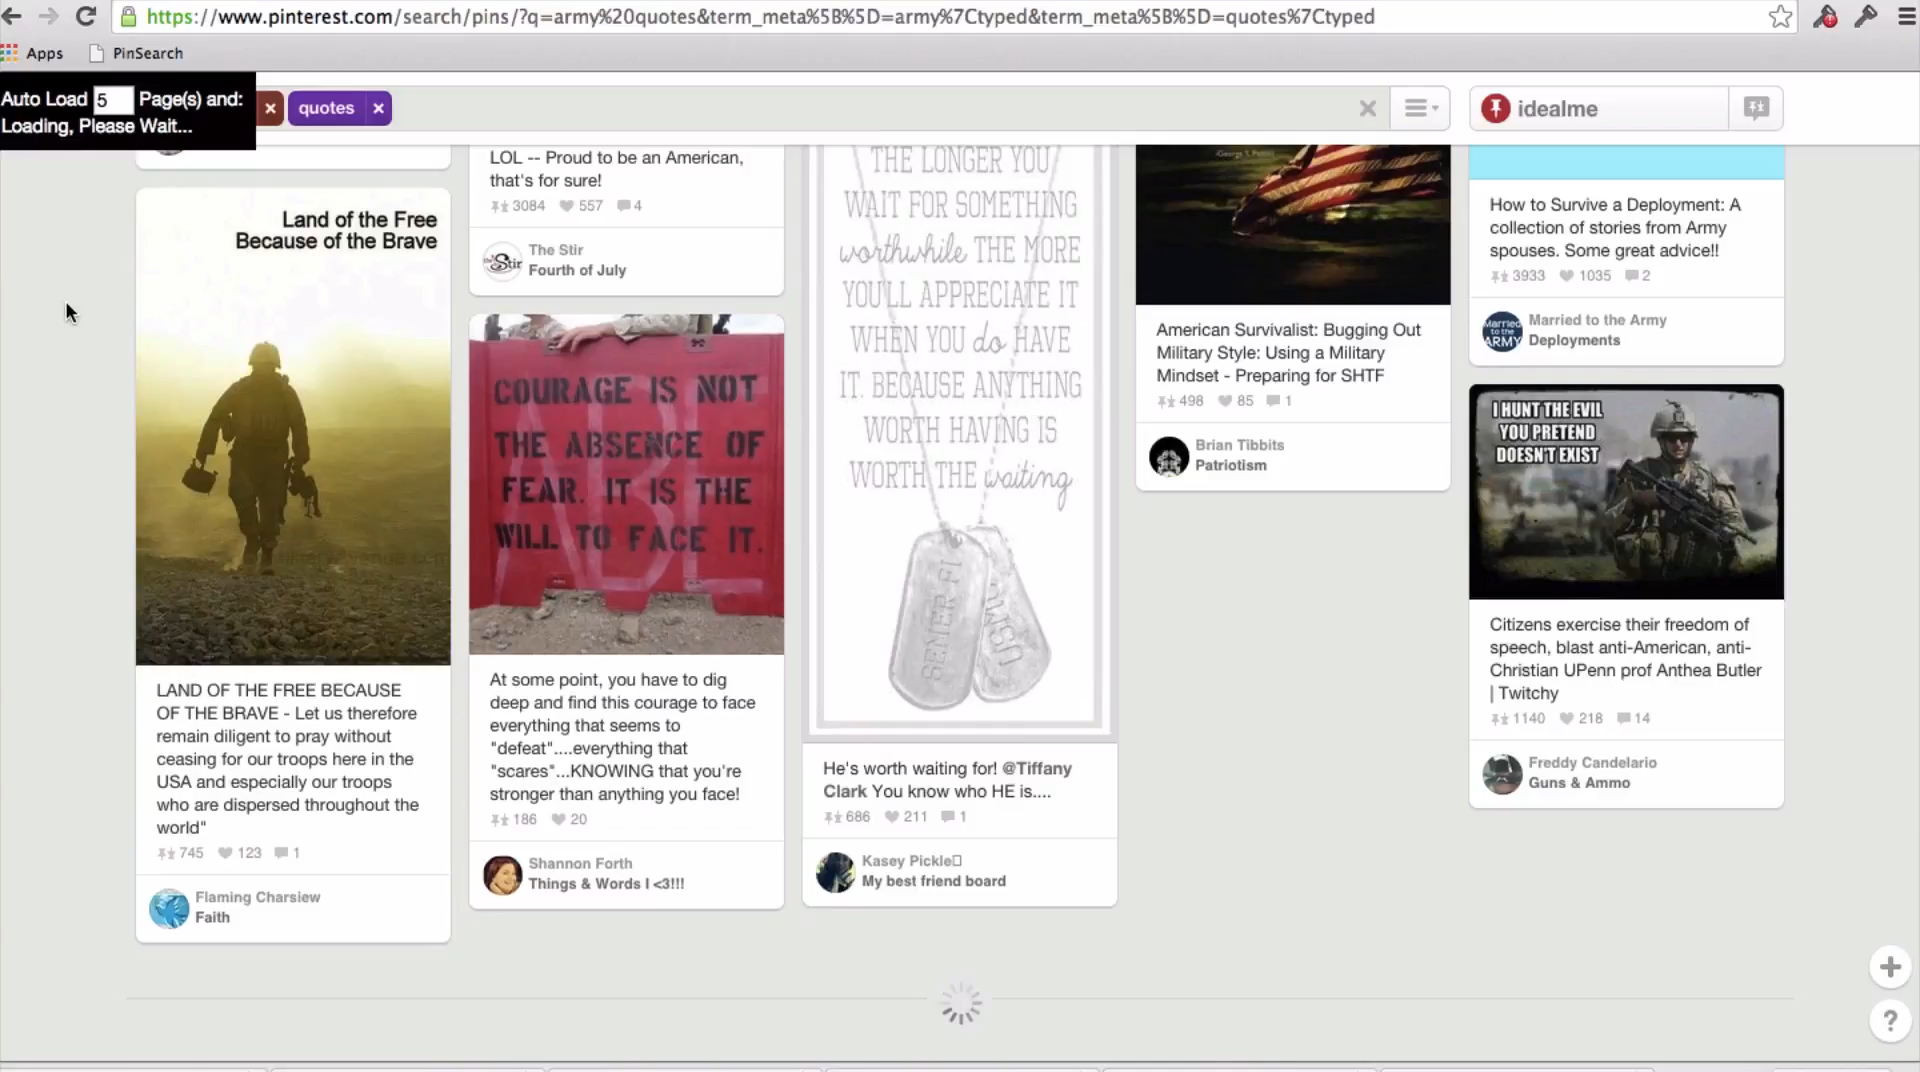 https://www.pinterest.com/search/pins/?q=army%20quotes&term_meta%5B%5D=army%7Ctyped&term_meta%5B%5D=quotes%7Ctyped
Apps
PinSearch
Auto Load 5 Page(s) and:
Loading, Please Wait...
quotes
idealme
Land of the Free
Because of the Brave
LAND OF THE FREE BECAUSE
OF THE BRAVE - Let us therefore
remain diligent to pray without
ceasing for our troops here in the
USA and especially our troops
who are dispersed throughout the
world"
745 123 1
Flaming Charsiew
Faith
LOL -- Proud to be an American,
that's for sure!
3084 557 4
the Stir
The Stir
Fourth of July
COURAGE IS NOT
THE ABSENCE OF
FEAR. IT IS THE
WILL TO FACE IT.
At some point, you have to dig
deep and find this courage to face
everything that seems to
"defeat"....everything that
"scares"...KNOWING that you're
stronger than anything you face!
186 20
Shannon Forth
Things & Words I <3!!!
THE LONGER YOU
WAIT FOR SOMETHING
worthwhile THE MORE
YOU'LL APPRECIATE IT
WHEN YOU do HAVE
IT. BECAUSE ANYTHING
WORTH HAVING IS
WORTH THE waiting
SEMER FI
USMC
He's worth waiting for! @Tiffany
Clark You know who HE is....
686 211 1
Kasey Pickle
My best friend board
American Survivalist: Bugging Out
Military Style: Using a Military
Mindset - Preparing for SHTF
498 85 1
Brian Tibbits
Patriotism
How to Survive a Deployment: A
collection of stories from Army
spouses. Some great advice!!
3933 1035 2
Married
to the
ARMY
Married to the Army
Deployments
I HUNT THE EVIL
YOU PRETEND
DOESN'T EXIST
Citizens exercise their freedom of
speech, blast anti-American, anti-
Christian UPenn prof Anthea Butler
| Twitchy
1140 218 14
Freddy Candelario
Guns & Ammo